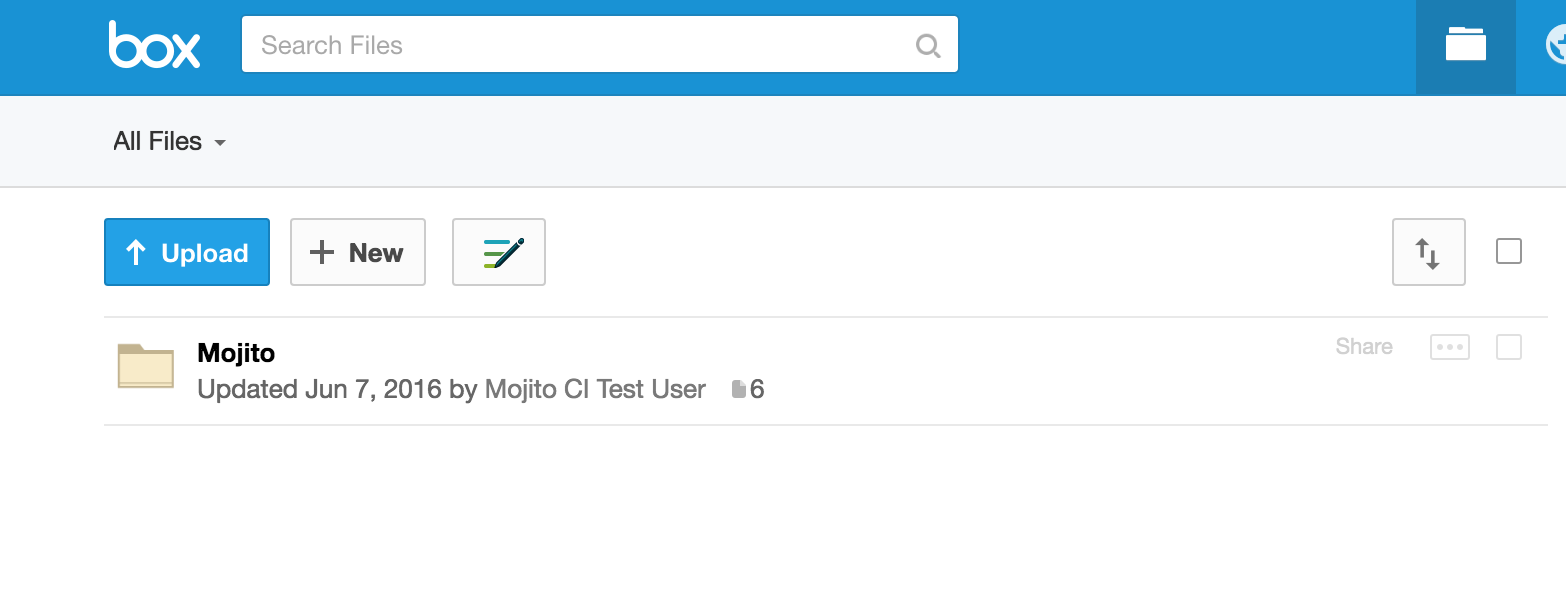 box
Search Files
All Files
Upload
New
Mojito
Share
Updated Jun 7, 2016 by Mojito CI Test User 6